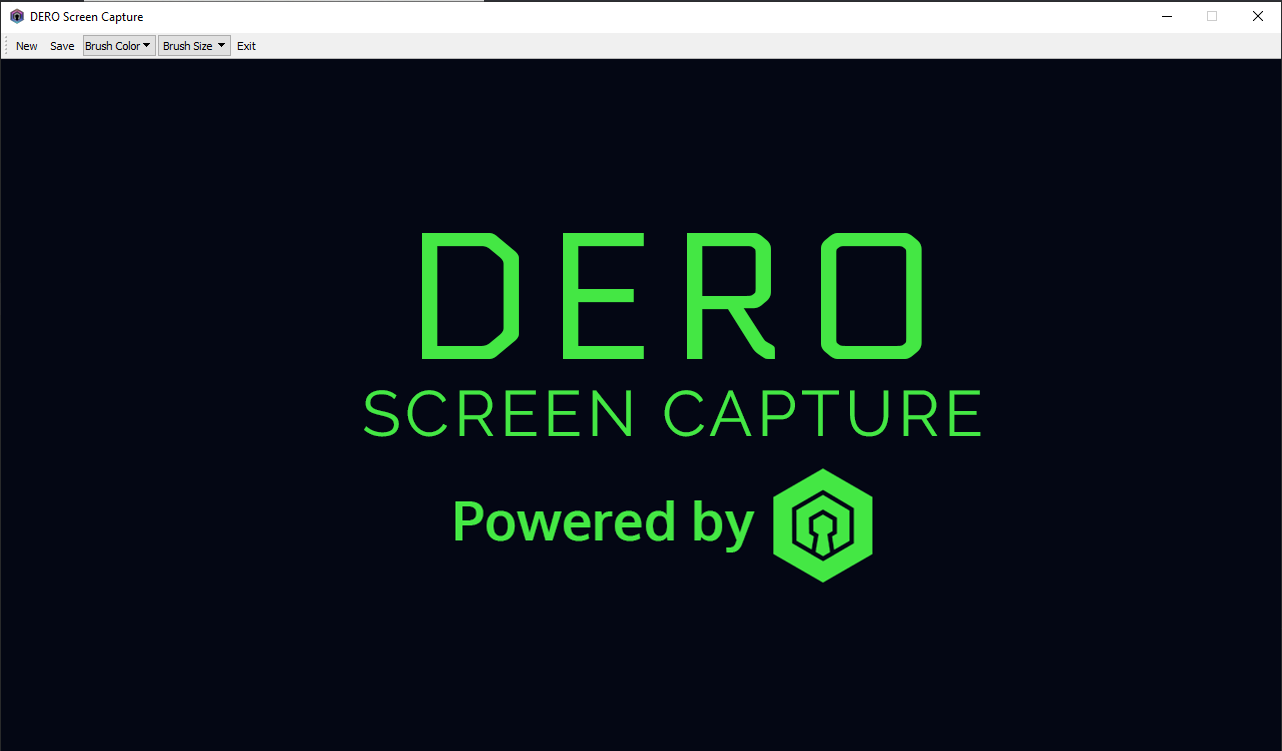 DERO Screen Capture
New Save Brush Color Brush Size Exit
DERO
SCREEN CAPTURE
Powered by